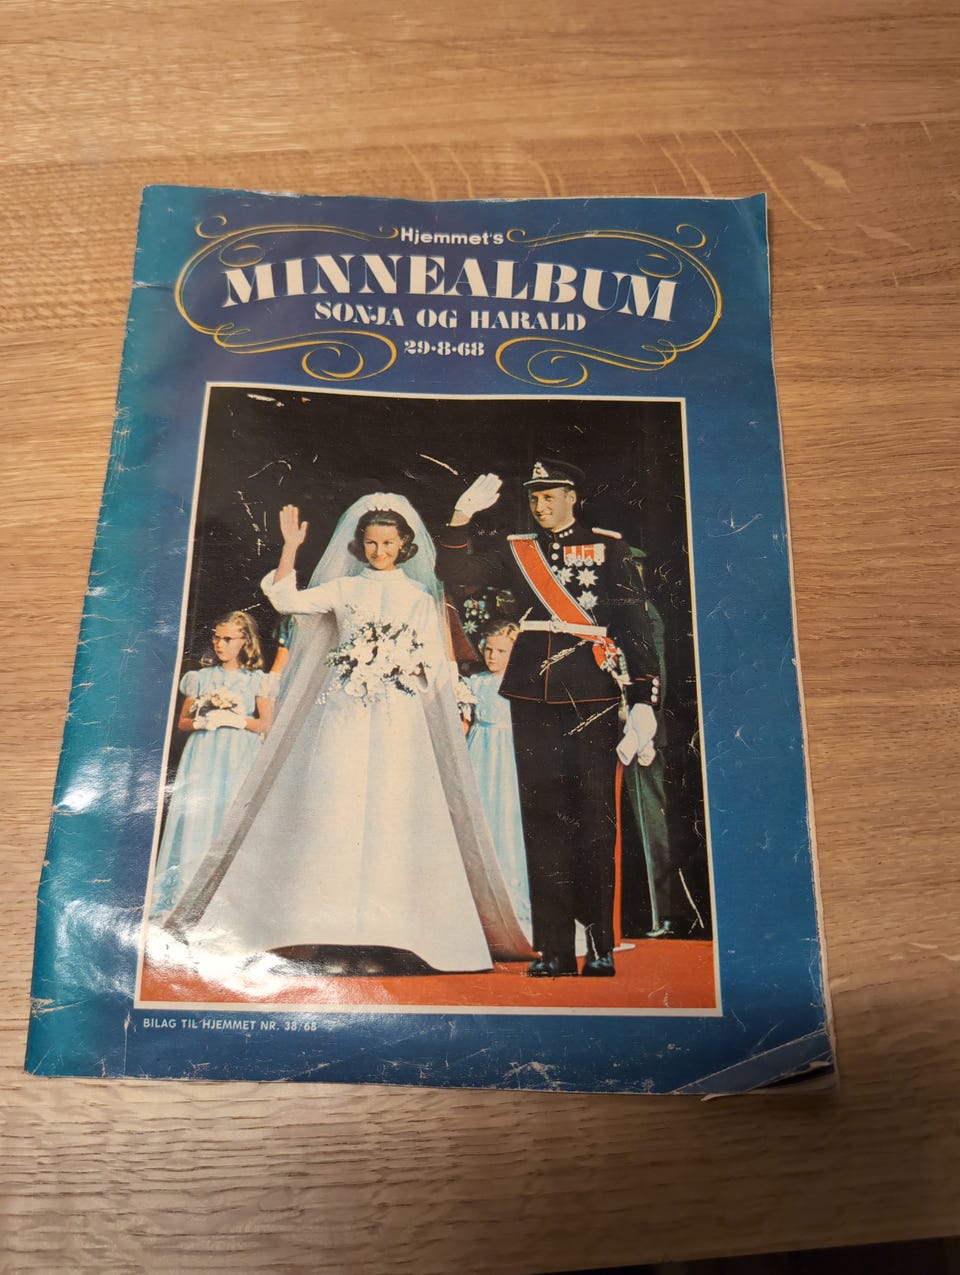 Hjemmet's
MINNEALBUM
SONJA OG HARALD
29·8·68
BILAG TIL HJEMMET NR. 38/68